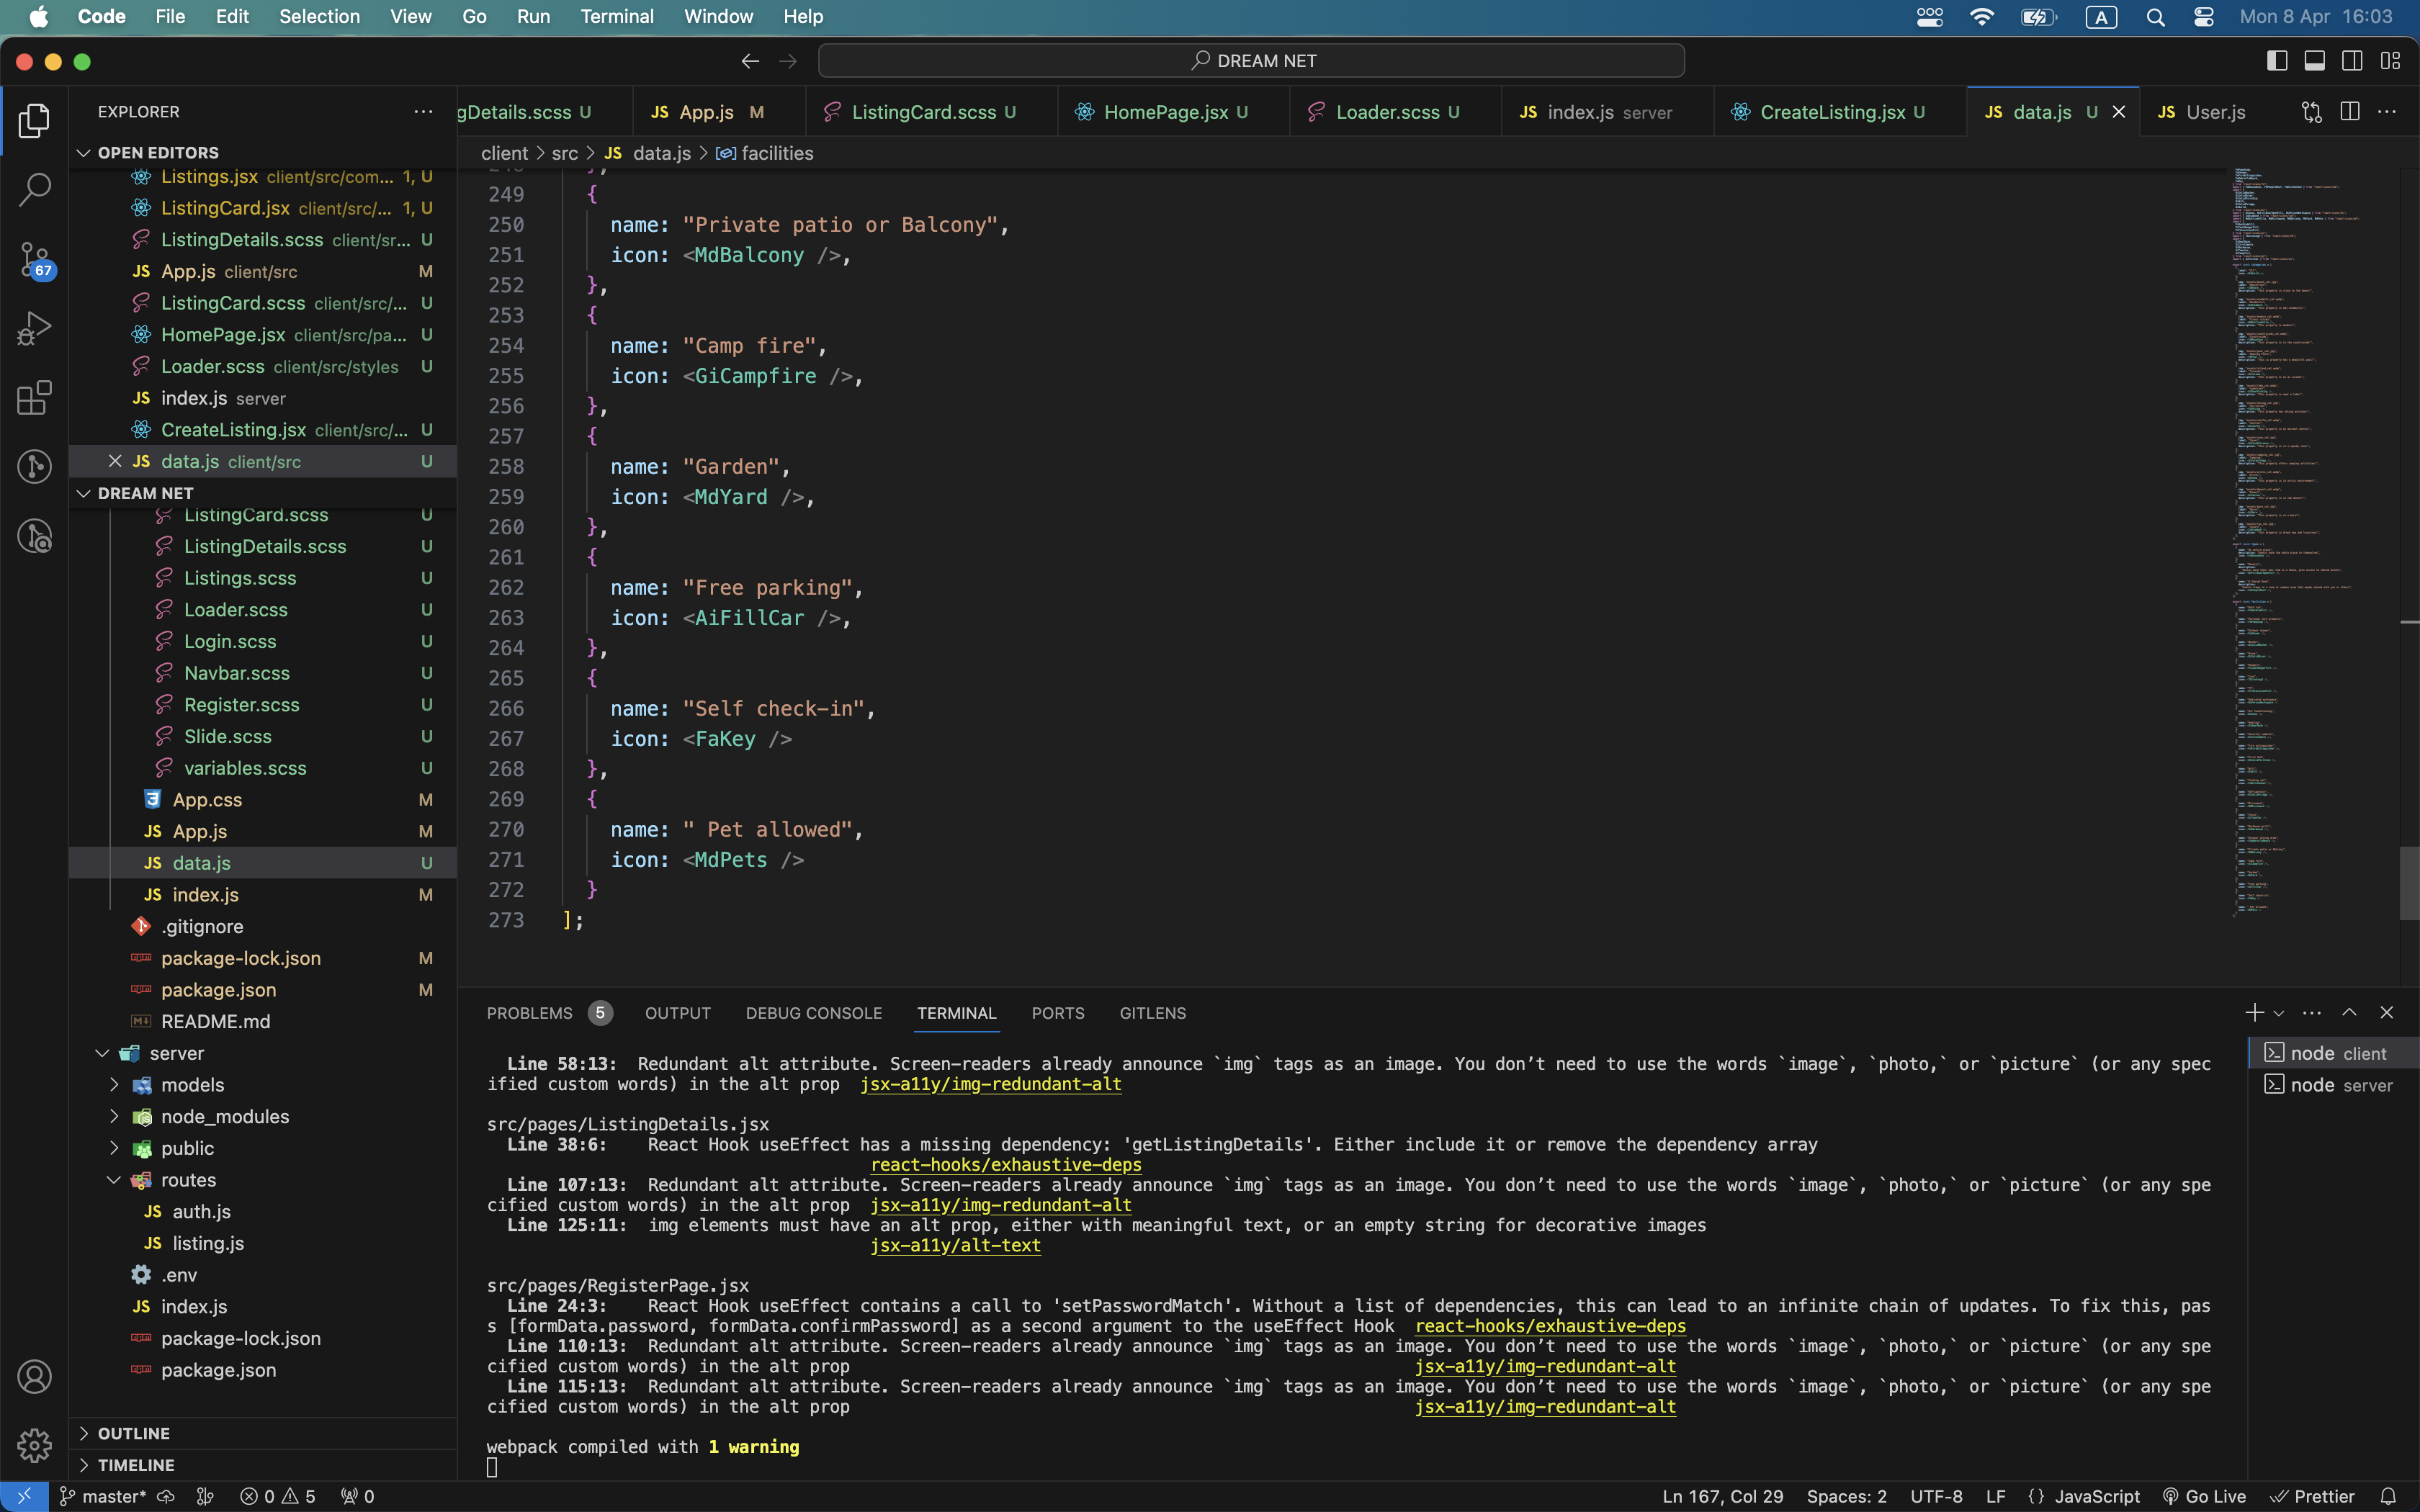 Code File Edit Selection View Go Run Terminal Window Help
A
Mon 8 Apr 16:03
DREAM NET
EXPLORER
OPEN EDITORS
Listings.jsx client/src/com... 1, U
ListingCard.jsx client/src/... 1, U
ListingDetails.scss client/sr... U
App.js client/src M
ListingCard.scss client/src/... U
HomePage.jsx client/src/pa... U
Loader.scss client/src/styles U
index.js server
CreateListing.jsx client/src/... U
data.js client/src U
67
DREAM NET
ListingCard.scss U
ListingDetails.scss U
Listings.scss U
Loader.scss U
Login.scss U
Navbar.scss U
Register.scss U
Slide.scss U
variables.scss U
App.css M
App.js M
data.js U
index.js M
.gitignore
package-lock.json M
package.json M
README.md
server
models
node_modules
public
routes
auth.js
listing.js
.env
index.js
package-lock.json
package.json
OUTLINE
TIMELINE
gDetails.scss U App.js M ListingCard.scss U HomePage.jsx U Loader.scss U index.js server CreateListing.jsx U data.js U User.js
client > src > JS data.js > facilities
249 {
250 name: "Private patio or Balcony",
251 icon: <MdBalcony />,
252 },
253 {
254 name: "Camp fire",
255 icon: <GiCampfire />,
256 },
257 {
258 name: "Garden",
259 icon: <MdYard />,
260 },
261 {
262 name: "Free parking",
263 icon: <AiFillCar />,
264 },
265 {
266 name: "Self check-in",
267 icon: <FaKey />
268 },
269 {
270 name: " Pet allowed",
271 icon: <MdPets />
272 }
273 ];
PROBLEMS 5 OUTPUT DEBUG CONSOLE TERMINAL PORTS GITLENS
node client
node server
Line 58:13: Redundant alt attribute. Screen-readers already announce `img` tags as an image. You don't need to use the words `image`, `photo,` or `picture` (or any spec
ified custom words) in the alt prop jsx-a11y/img-redundant-alt
src/pages/ListingDetails.jsx
Line 38:6: React Hook useEffect has a missing dependency: 'getListingDetails'. Either include it or remove the dependency array
react-hooks/exhaustive-deps
Line 107:13: Redundant alt attribute. Screen-readers already announce `img` tags as an image. You don't need to use the words `image`, `photo,` or `picture` (or any spe
cified custom words) in the alt prop jsx-a11y/img-redundant-alt
Line 125:11: img elements must have an alt prop, either with meaningful text, or an empty string for decorative images
jsx-a11y/alt-text
src/pages/RegisterPage.jsx
Line 24:3: React Hook useEffect contains a call to 'setPasswordMatch'. Without a list of dependencies, this can lead to an infinite chain of updates. To fix this, pas
s [formData.password, formData.confirmPassword] as a second argument to the useEffect Hook react-hooks/exhaustive-deps
Line 110:13: Redundant alt attribute. Screen-readers already announce `img` tags as an image. You don't need to use the words `image`, `photo,` or `picture` (or any spe
cified custom words) in the alt prop jsx-a11y/img-redundant-alt
Line 115:13: Redundant alt attribute. Screen-readers already announce `img` tags as an image. You don't need to use the words `image`, `photo,` or `picture` (or any spe
cified custom words) in the alt prop jsx-a11y/img-redundant-alt
webpack compiled with 1 warning
master* 0 5 0
Ln 167, Col 29 Spaces: 2 UTF-8 LF {} JavaScript Go Live Prettier